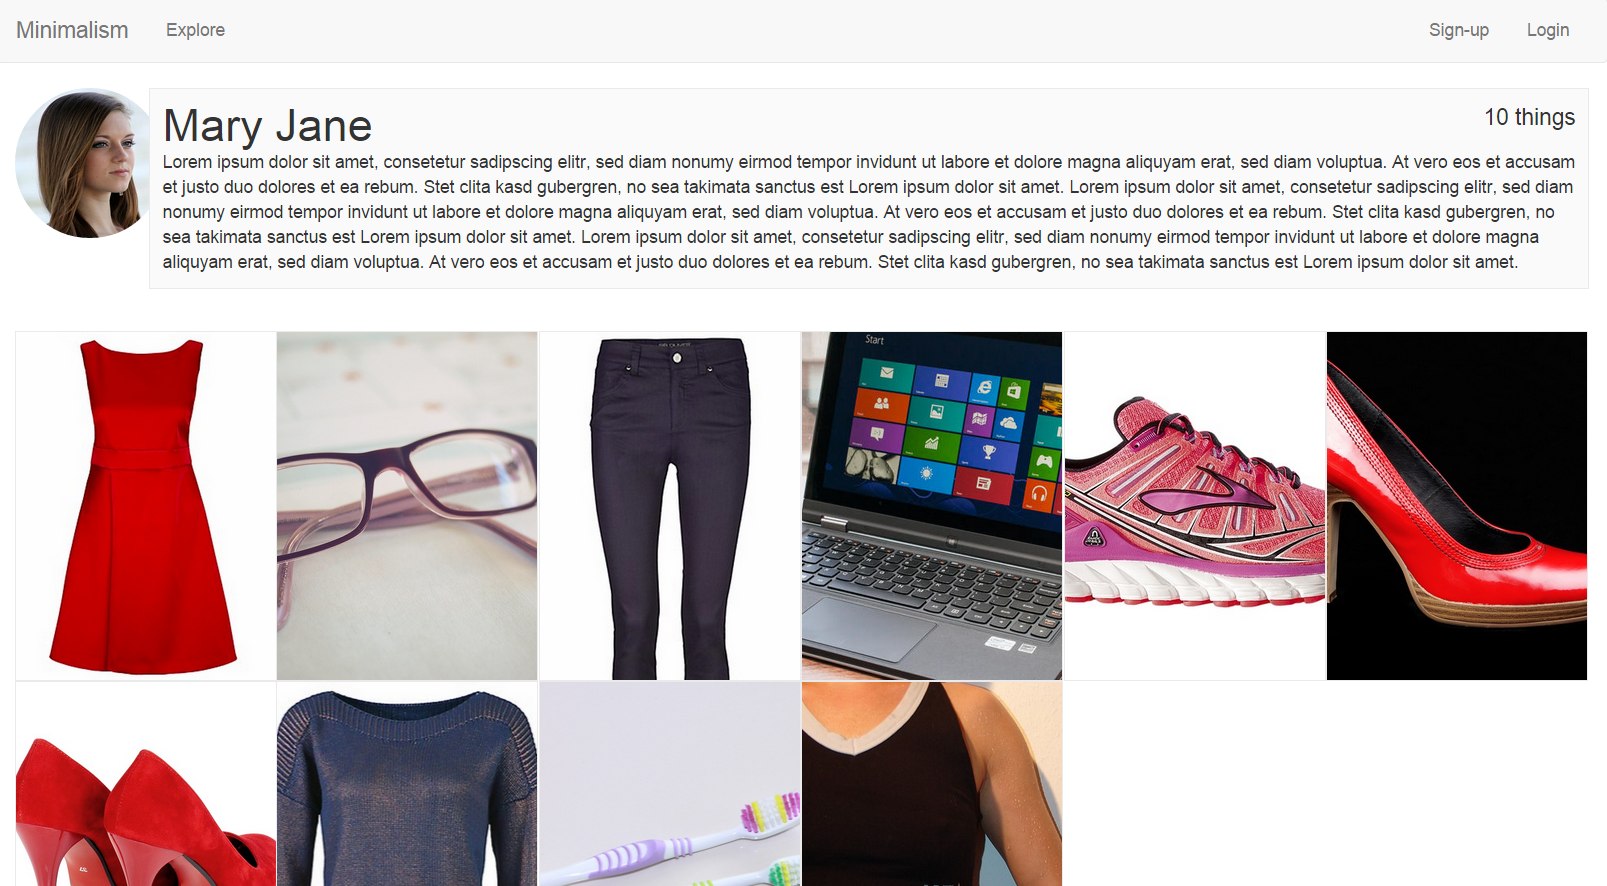 Minimalism Explore Sign-up Login
Mary Jane
10 things
Lorem ipsum dolor sit amet, consetetur sadipscing elitr, sed diam nonumy eirmod tempor invidunt ut labore et dolore magna aliquyam erat, sed diam voluptua. At vero eos et accusam
et justo duo dolores et ea rebum. Stet clita kasd gubergren, no sea takimata sanctus est Lorem ipsum dolor sit amet. Lorem ipsum dolor sit amet, consetetur sadipscing elitr, sed diam
nonumy eirmod tempor invidunt ut labore et dolore magna aliquyam erat, sed diam voluptua. At vero eos et accusam et justo duo dolores et ea rebum. Stet clita kasd gubergren, no
sea takimata sanctus est Lorem ipsum dolor sit amet. Lorem ipsum dolor sit amet, consetetur sadipscing elitr, sed diam nonumy eirmod tempor invidunt ut labore et dolore magna
aliquyam erat, sed diam voluptua. At vero eos et accusam et justo duo dolores et ea rebum. Stet clita kasd gubergren, no sea takimata sanctus est Lorem ipsum dolor sit amet.
Start